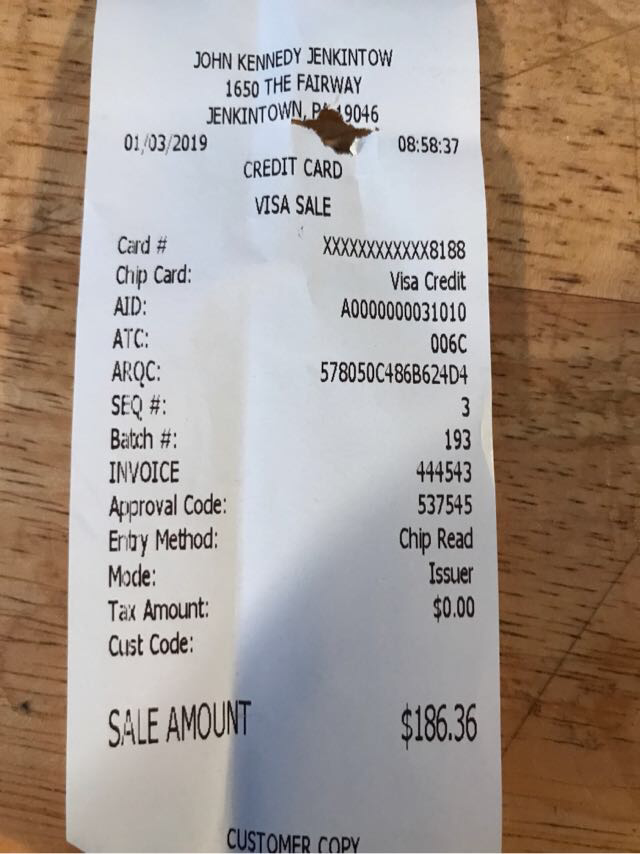 JOHN KENNEDY JENKINTOW
1650 THE FAIRWAY
JENKINTOWN, PA 19046
01/03/2019 08:58:37
CREDIT CARD
VISA SALE
Card # XXXXXXXXXXXX8188
Chip Card: Visa Credit
AID: A0000000031010
ATC: 006C
ARQC: 578050C486B624D4
SEQ #: 3
Batch #: 193
INVOICE 444543
Approval Code: 537545
Entry Method: Chip Read
Mode: Issuer
Tax Amount: $0.00
Cust Code:
SALE AMOUNT $186.36
CUSTOMER COPY